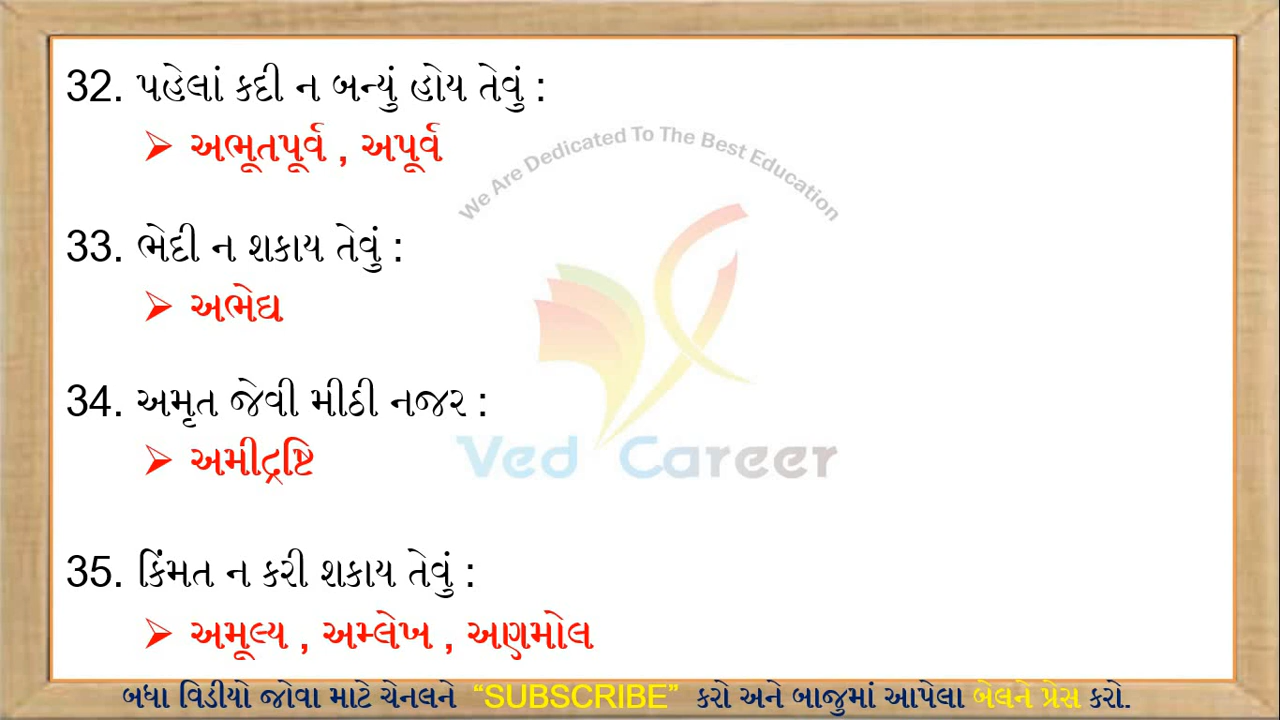 32. પહેલાં કદી ન બન્યું હોય તેવું :
➢ અભૂતપૂર્વ , અપૂર્વ
We Are Dedicated To The Best Education
33. ભેદી ન શકાય તેવું :
➢ અભેદ્ય
34. અમૃત જેવી મીઠી નજર :
➢ અમીદ્રષ્ટિ
Ved Career
35. કિંમત ન કરી શકાય તેવું :
➢ અમૂલ્ય , અમ્લેખ , અણમોલ
બધા વિડીયો જોવા માટે ચેનલને “SUBSCRIBE” કરો અને બાજુમાં આપેલા બેલને પ્રેસ કરો.